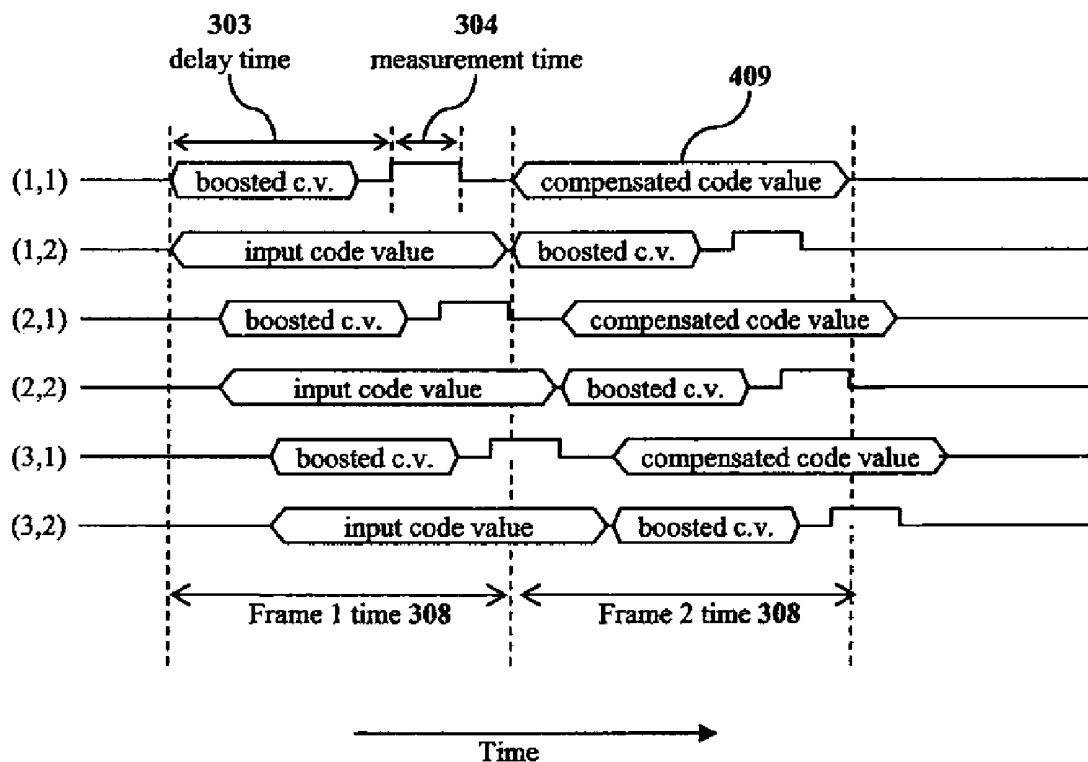 303
delay time
304
measurement time
409
(1,1) boosted c.v. compensated code value
(1,2) input code value boosted c.v.
(2,1) boosted c.v. compensated code value
(2,2) input code value boosted c.v.
(3,1) boosted c.v. compensated code value
(3,2) input code value boosted c.v.
Frame 1 time 308 Frame 2 time 308
Time